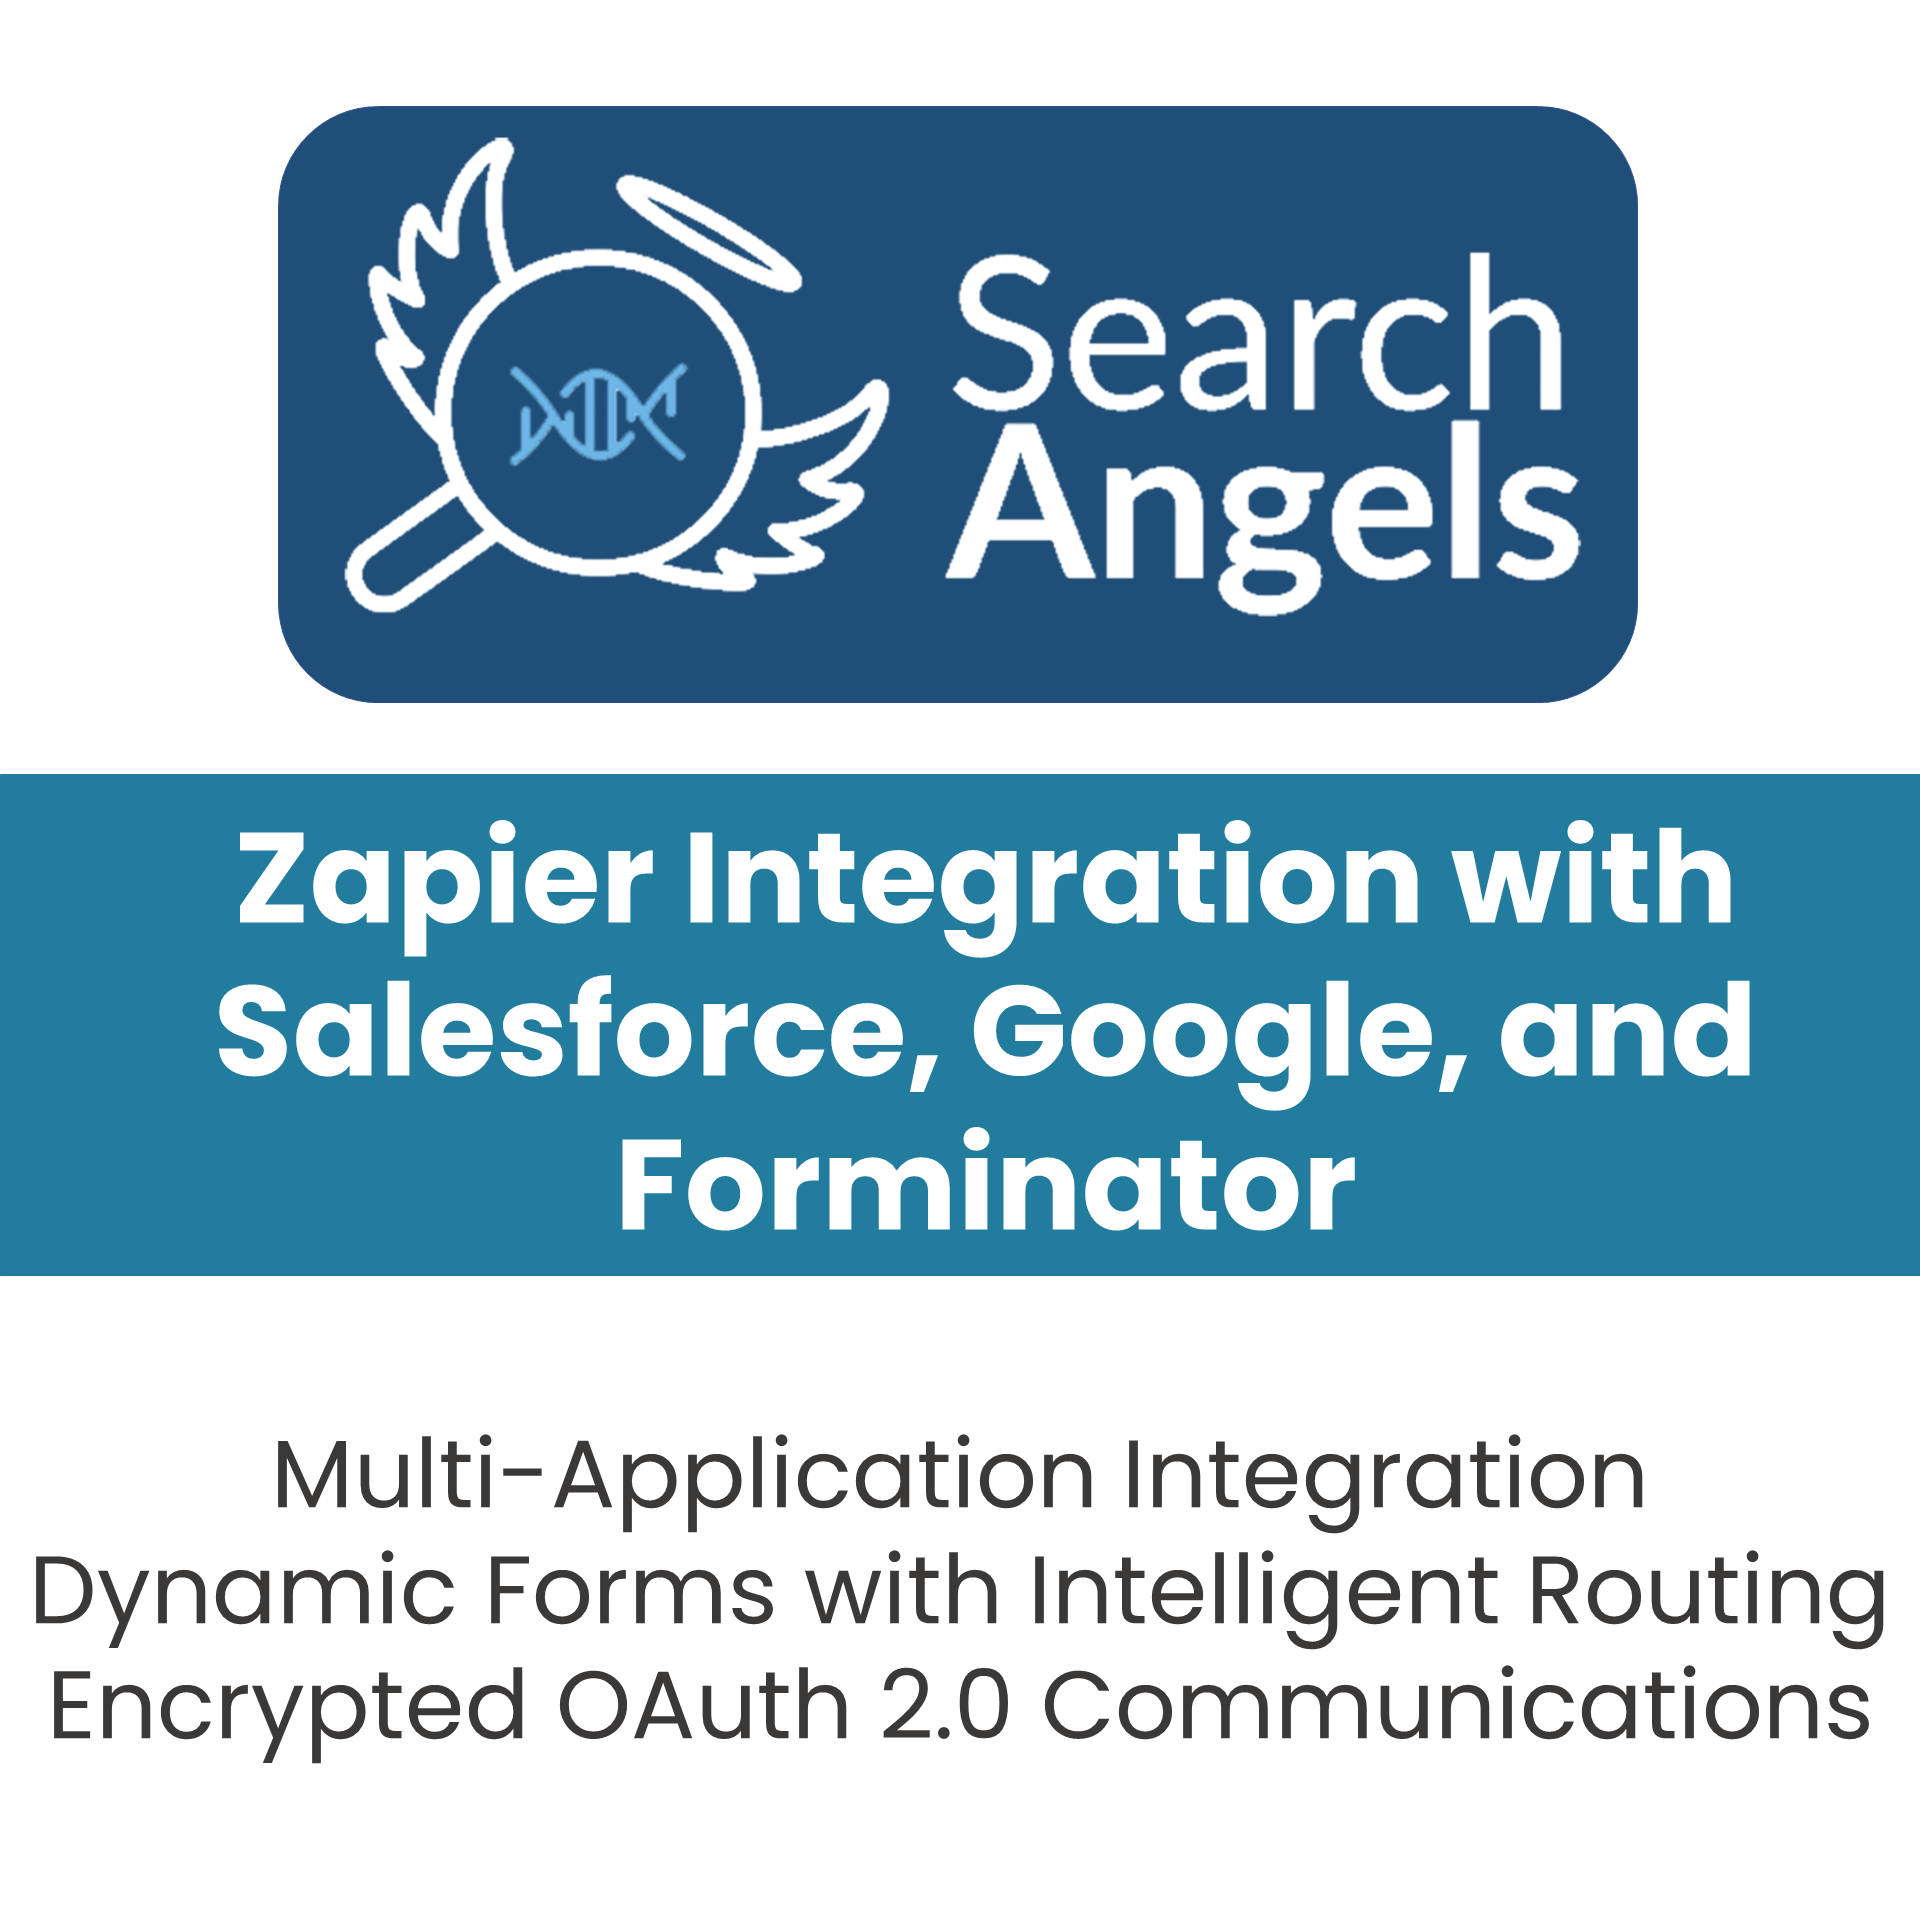 Search
Angels
Zapier Integration with
Salesforce, Google, and
Forminator
Multi-Application Integration
Dynamic Forms with Intelligent Routing
Encrypted OAuth 2.0 Communications